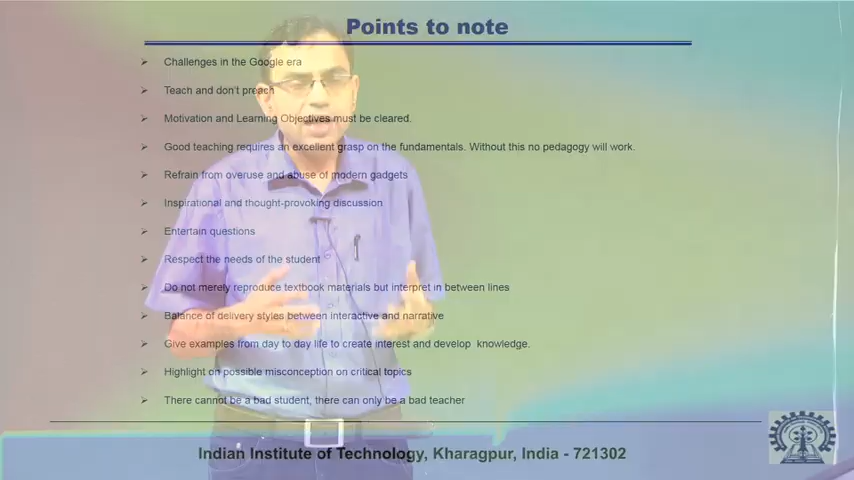 Points to note
Challenges in the Google era
Teach and don't preach
Motivation and Learning Objectives must be cleared.
Good teaching requires an excellent grasp on the fundamentals. Without this no pedagogy will work.
Refrain from overuse and abuse of modern gadgets
Inspirational and thought-provoking discussion
Entertain questions
Respect the needs of the student
Do not merely reproduce textbook materials but interpret in between lines
Balance of delivery styles between interactive and narrative
Give examples from day to day life to create interest and develop knowledge.
Highlight on possible misconception on critical topics
There cannot be a bad student, there can only be a bad teacher
Indian Institute of Technology, Kharagpur, India - 721302